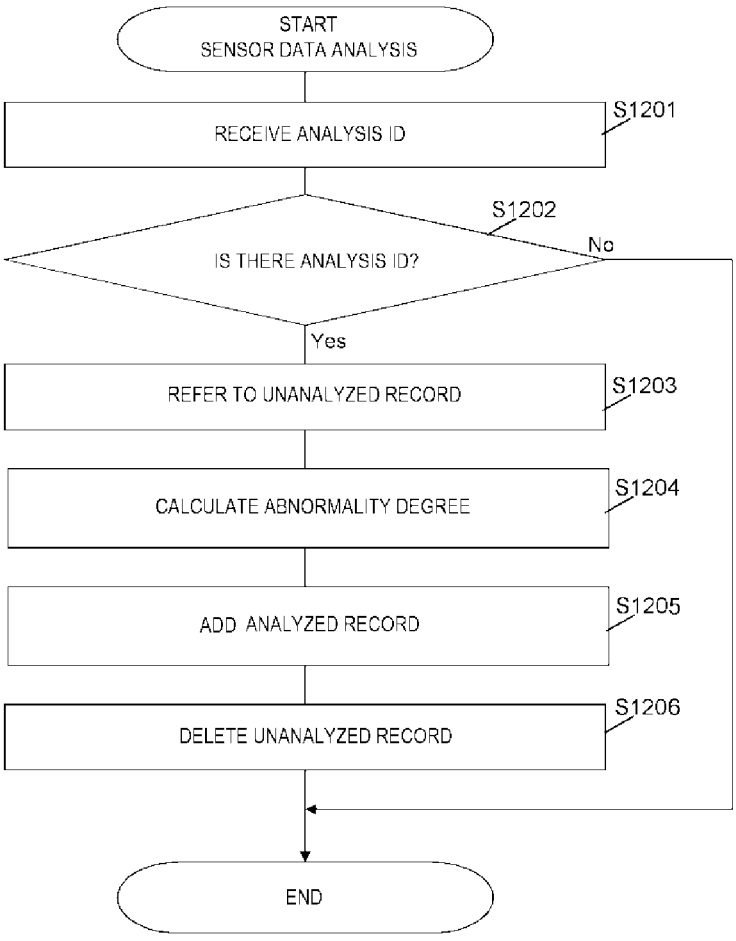 START
SENSOR DATA ANALYSIS
S1201
RECEIVE ANALYSIS ID
S1202
IS THERE ANALYSIS ID?
No
Yes
S1203
REFER TO UNANALYZED RECORD
S1204
CALCULATE ABNORMALITY DEGREE
S1205
ADD ANALYZED RECORD
S1206
DELETE UNANALYZED RECORD
END